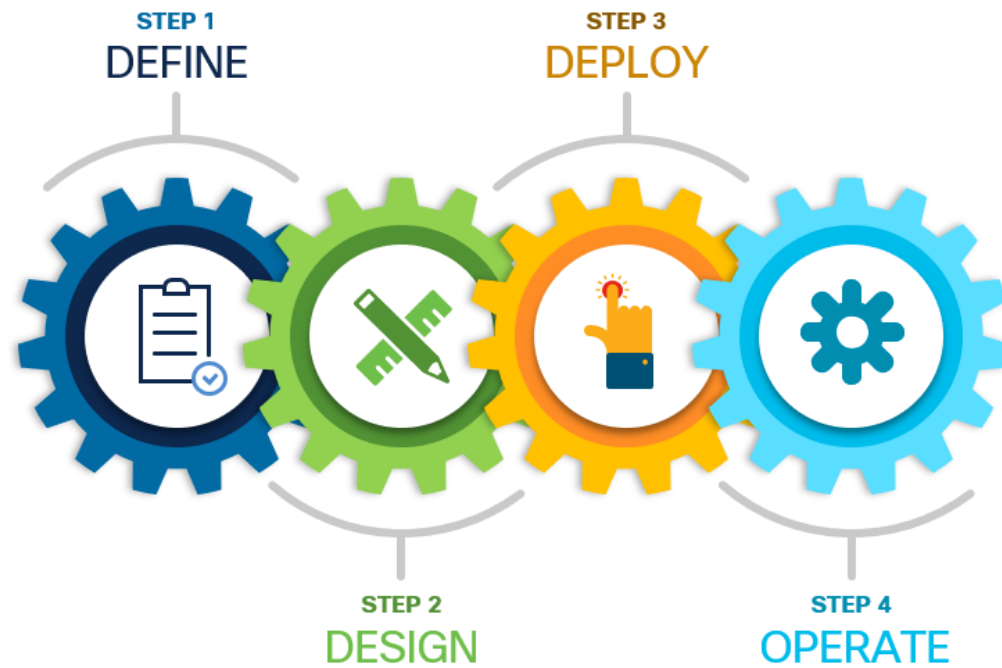 STEP 1
DEFINE
STEP 2
DESIGN
STEP 3
DEPLOY
STEP 4
OPERATE